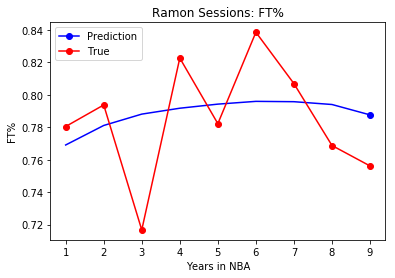 Ramon Sessions: FT%
Prediction
True
FT%
0.84
0.82
0.80
0.78
0.76
0.74
0.72
1 2 3 4 5 6 7 8 9
Years in NBA